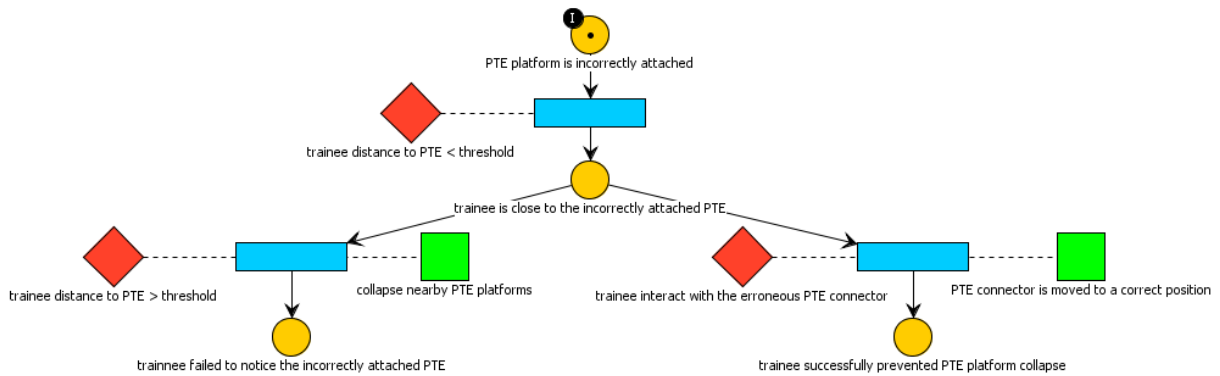 I
PTE platform is incorrectly attached
trainee distance to PTE < threshold
trainee is close to the incorrectly attached PTE
trainee distance to PTE > threshold
collapse nearby PTE platforms
trainee interact with the erroneous PTE connector
PTE connector is moved to a correct position
trainnee failed to notice the incorrectly attached PTE
trainee successfully prevented PTE platform collapse